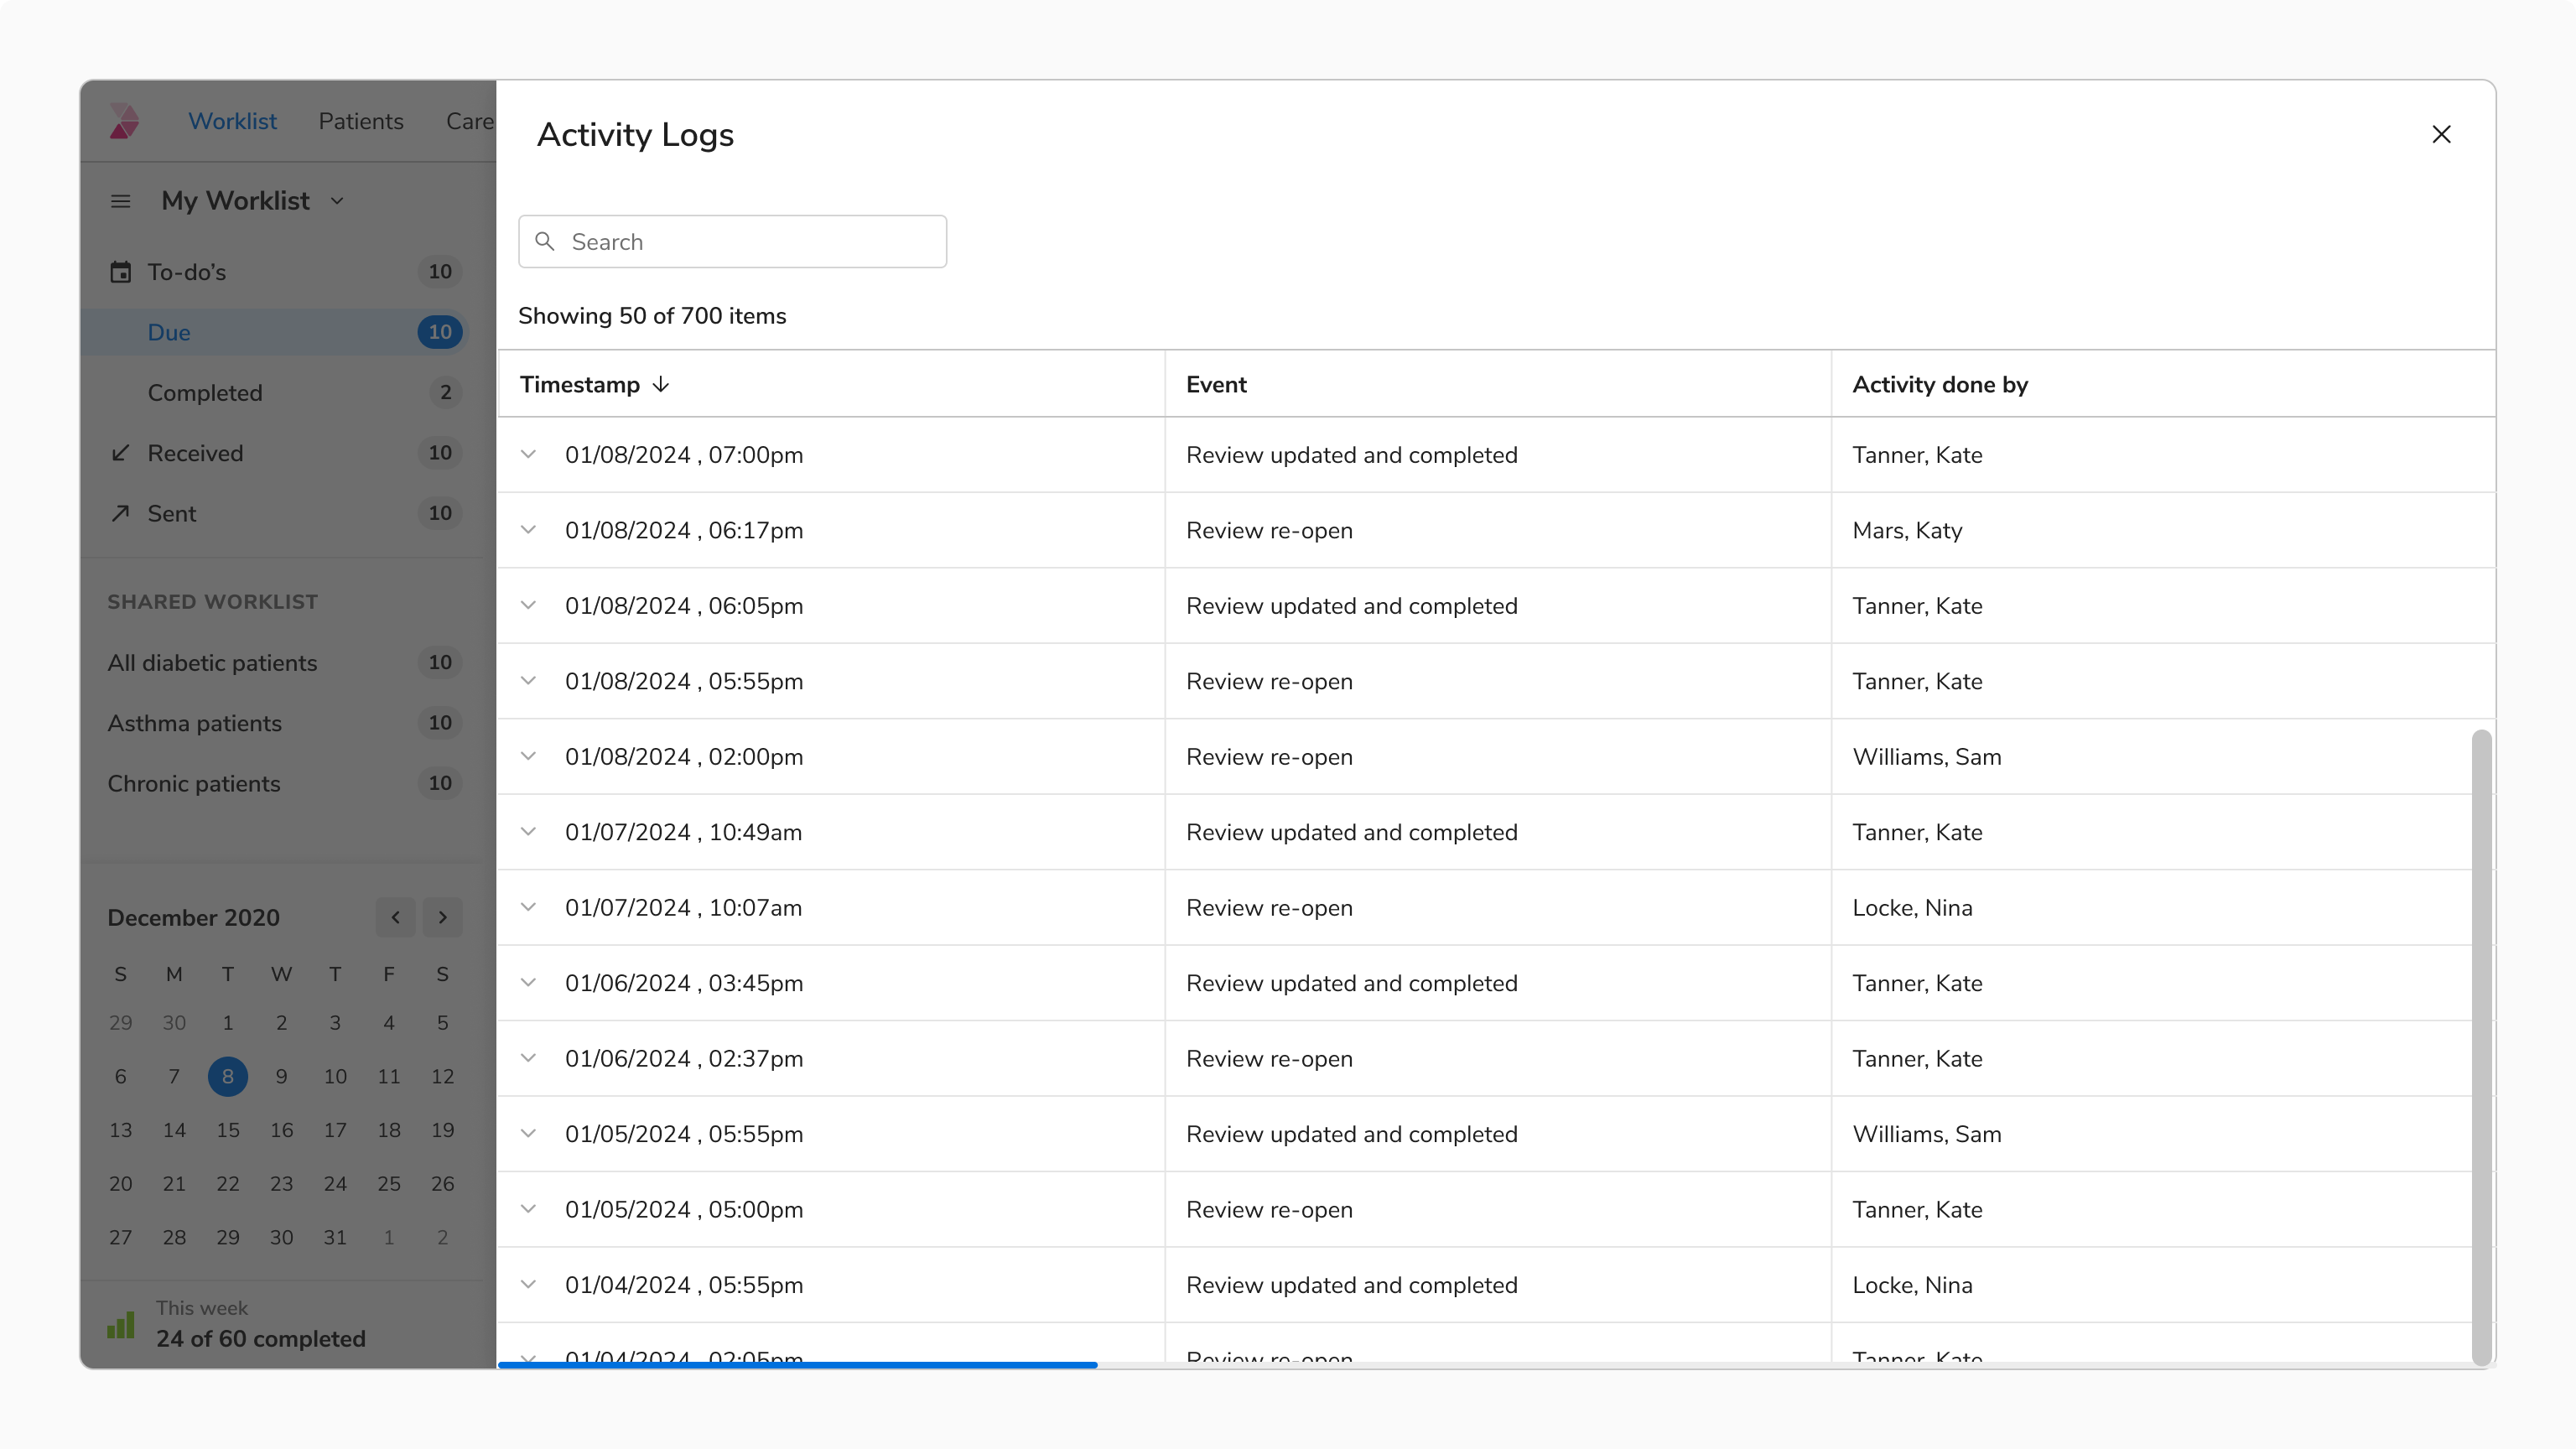 Worklist Patients Care
My Worklist
To-do's 10
Due 10
Completed 2
Received 10
Sent 10
SHARED WORKLIST
All diabetic patients 10
Asthma patients 10
Chronic patients 10
December 2020
S M T W T F S
29 30 1 2 3 4 5
6 7 8 9 10 11 12
13 14 15 16 17 18 19
20 21 22 23 24 25 26
27 28 29 30 31 1 2
This week
24 of 60 completed
Activity Logs
Search
Showing 50 of 700 items
Timestamp Event Activity done by
01/08/2024 , 07:00pm Review updated and completed Tanner, Kate
01/08/2024 , 06:17pm Review re-open Mars, Katy
01/08/2024 , 06:05pm Review updated and completed Tanner, Kate
01/08/2024 , 05:55pm Review re-open Tanner, Kate
01/08/2024 , 02:00pm Review re-open Williams, Sam
01/07/2024 , 10:49am Review updated and completed Tanner, Kate
01/07/2024 , 10:07am Review re-open Locke, Nina
01/06/2024 , 03:45pm Review updated and completed Tanner, Kate
01/06/2024 , 02:37pm Review re-open Tanner, Kate
01/05/2024 , 05:55pm Review updated and completed Williams, Sam
01/05/2024 , 05:00pm Review re-open Tanner, Kate
01/04/2024 , 05:55pm Review updated and completed Locke, Nina
01/04/2024 , 02:05pm Review re-open Tanner, Kate